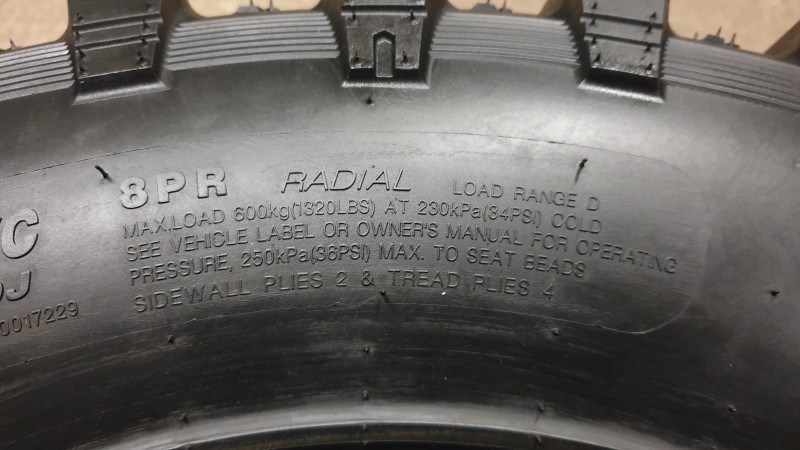 8PR RADIAL LOAD RANGE D
MAX.LOAD 600kg(1320LBS) AT 230kPa(34PSI) COLD
SEE VEHICLE LABEL OR OWNER'S MANUAL FOR OPERATING
PRESSURE, 250kPa(36PSI) MAX. TO SEAT BEADS
SIDEWALL PLIES 2 & TREAD PLIES 4
0017229